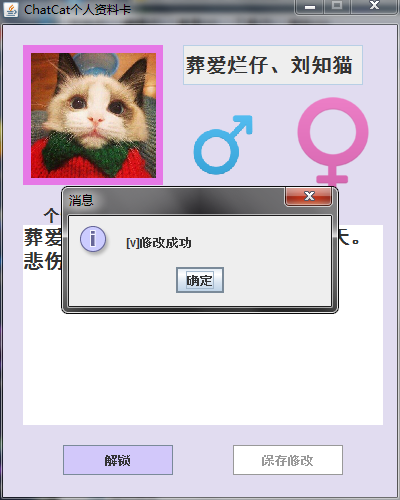 ChatCat个人资料卡
葬爱烂仔、刘知猫
消息
个
[v]修改成功
葬爱
天。
悲伤
确定
解锁
保存修改